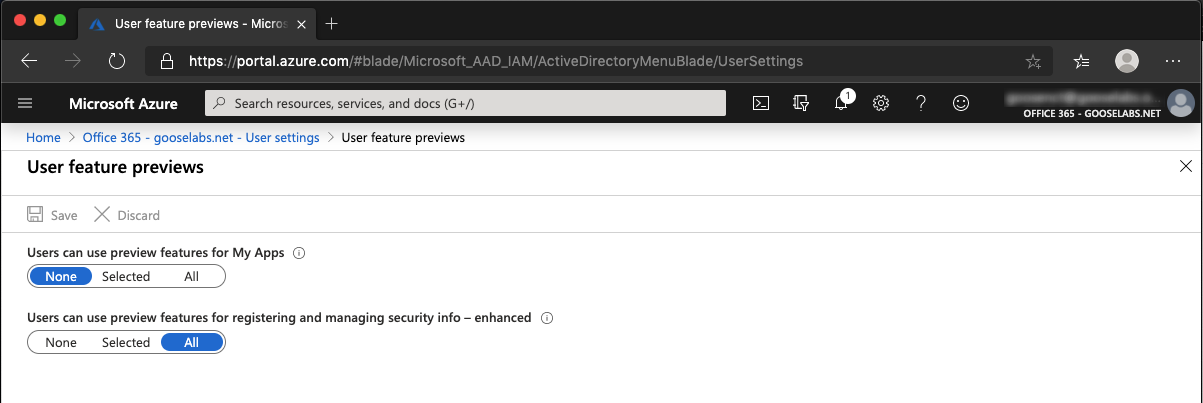 User feature previews - Micros
https://portal.azure.com/#blade/Microsoft_AAD_IAM/ActiveDirectoryMenuBlade/UserSettings
Microsoft Azure
Search resources, services, and docs (G+/)
1
OFFICE 365 - GOOSELABS.NET
Home > Office 365 - gooselabs.net - User settings > User feature previews
User feature previews
Save Discard
Users can use preview features for My Apps
None Selected All
Users can use preview features for registering and managing security info – enhanced
None Selected All